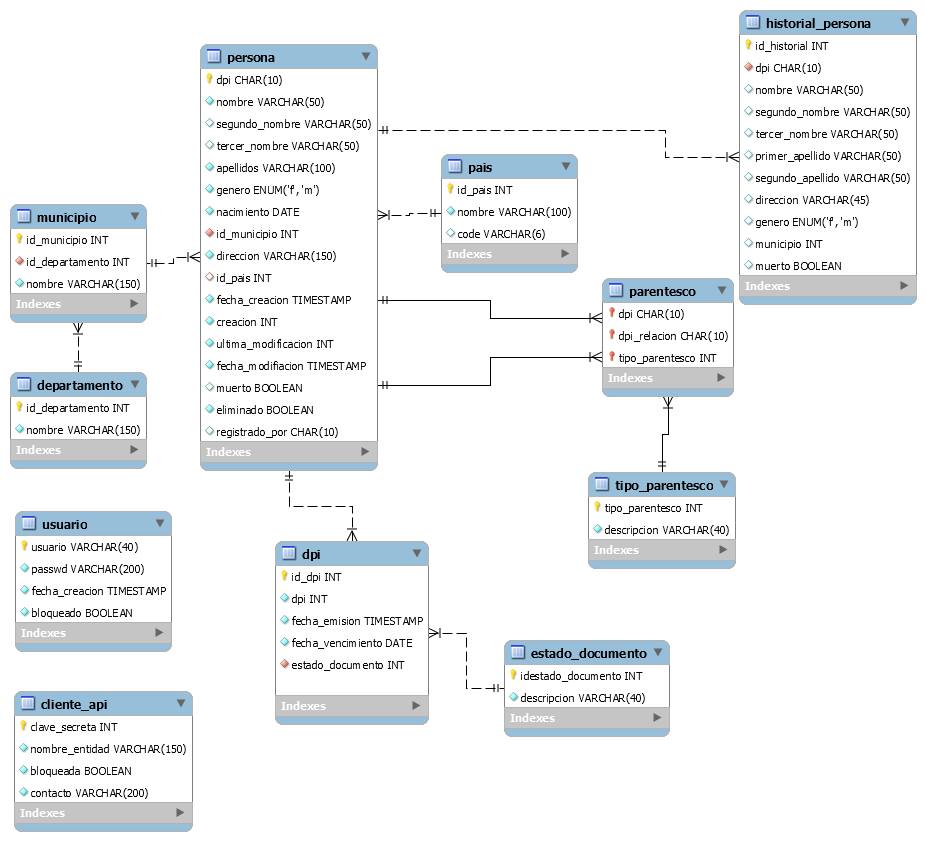 persona
dpi CHAR(10)
nombre VARCHAR(50)
segundo_nombre VARCHAR(50)
tercer_nombre VARCHAR(50)
apellidos VARCHAR(100)
genero ENUM('f','m')
nacimiento DATE
id_municipio INT
direccion VARCHAR(150)
id_pais INT
fecha_creacion TIMESTAMP
creacion INT
ultima_modificacion INT
fecha_modifiacion TIMESTAMP
muerto BOOLEAN
eliminado BOOLEAN
registrado_por CHAR(10)
Indexes
historial_persona
id_historial INT
dpi CHAR(10)
nombre VARCHAR(50)
segundo_nombre VARCHAR(50)
tercer_nombre VARCHAR(50)
primer_apellido VARCHAR(50)
segundo_apellido VARCHAR(50)
direccion VARCHAR(45)
genero ENUM('f','m')
municipio INT
muerto BOOLEAN
Indexes
pais
id_pais INT
nombre VARCHAR(100)
code VARCHAR(6)
Indexes
municipio
id_municipio INT
id_departamento INT
nombre VARCHAR(150)
Indexes
parentesco
dpi CHAR(10)
dpi_relacion CHAR(10)
tipo_parentesco INT
Indexes
departamento
id_departamento INT
nombre VARCHAR(150)
Indexes
tipo_parentesco
tipo_parentesco INT
descripcion VARCHAR(40)
Indexes
usuario
usuario VARCHAR(40)
passwd VARCHAR(200)
fecha_creacion TIMESTAMP
bloqueado BOOLEAN
Indexes
dpi
id_dpi INT
dpi INT
fecha_emision TIMESTAMP
fecha_vencimiento DATE
estado_documento INT
Indexes
estado_documento
idestado_documento INT
descripcion VARCHAR(40)
Indexes
cliente_api
clave_secreta INT
nombre_entidad VARCHAR(150)
bloqueada BOOLEAN
contacto VARCHAR(200)
Indexes